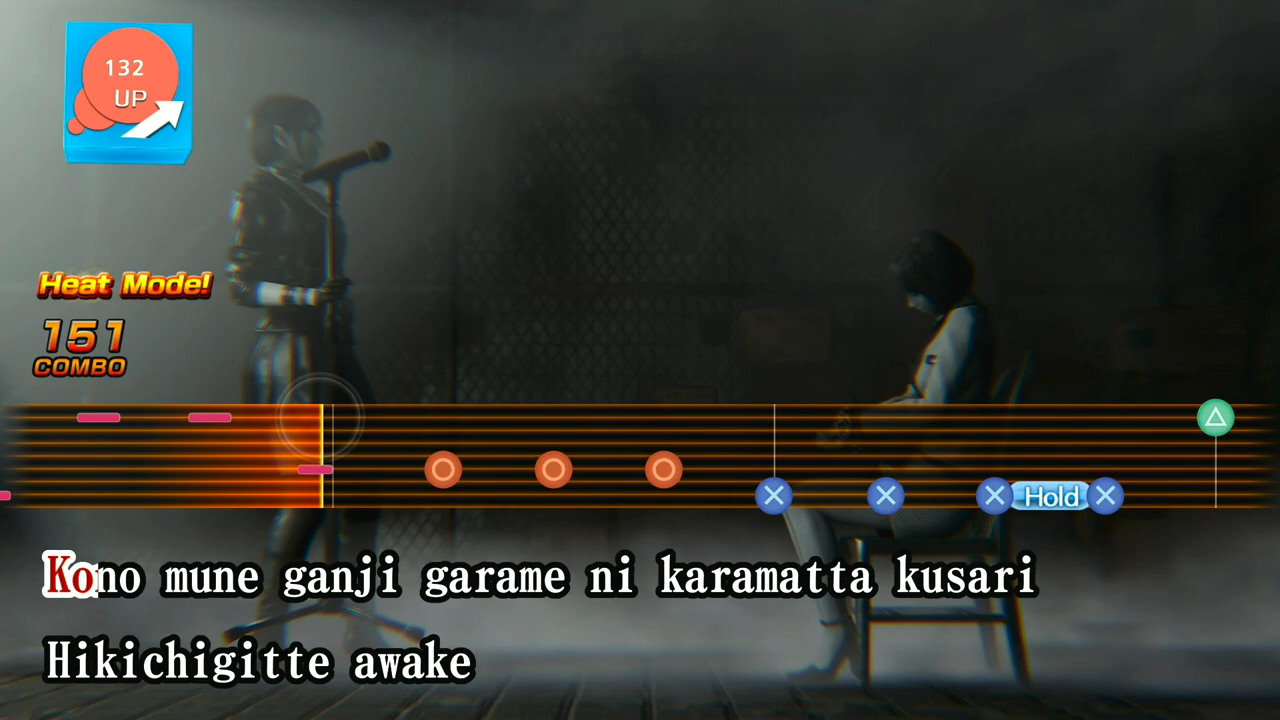 132
UP
Heat Mode!
151
COMBO
Hold
Kono mune ganji garame ni karamatta kusari
Hikichigitte awake